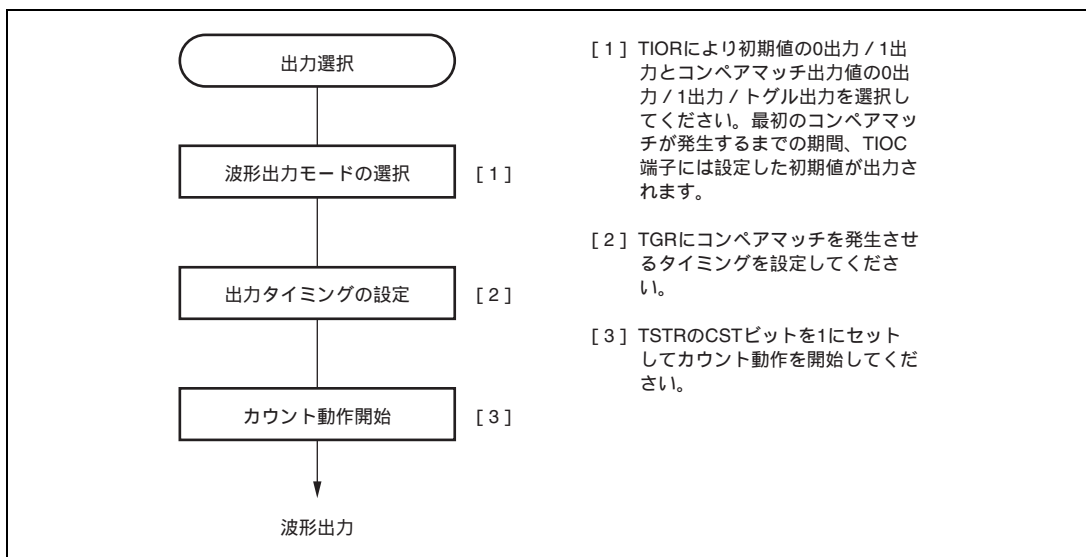 出力選択
波形出力モードの選択 [ 1 ]
出力タイミングの設定 [ 2 ]
カウント動作開始 [ 3 ]
波形出力
[ 1 ] TIORにより初期値の0出力 / 1出
力とコンペアマッチ出力値の0出
力 / 1出力 / トグル出力を選択し
てください。最初のコンペアマッ
チが発生するまでの期間、TIOC
端子には設定した初期値が出力さ
れます。
[ 2 ] TGRにコンペアマッチを発生させ
るタイミングを設定してくださ
い。
[ 3 ] TSTRのCSTビットを1にセット
してカウント動作を開始してくだ
さい。